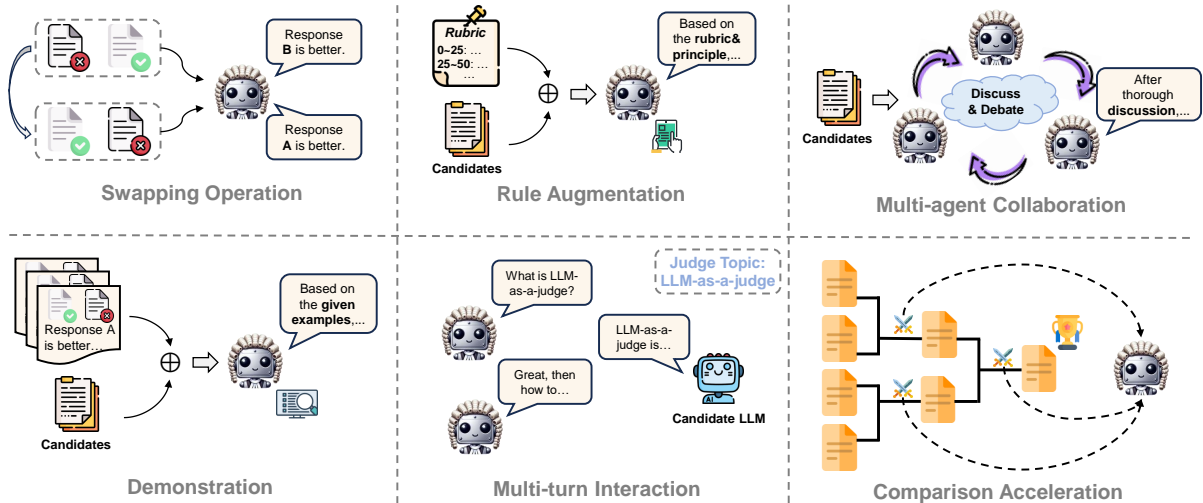 Response
B is better.
Response
A is better.
Swapping Operation
Rubric
0~25: …
25~50: …
…
Candidates
Based on
the rubric&
principle,...
Rule Augmentation
Candidates
Discuss
& Debate
After
thorough
discussion,...
Multi-agent Collaboration
Response A
is better…
Candidates
Based on
the given
examples,...
Demonstration
Judge Topic:
LLM-as-a-judge
What is LLM-
as-a-judge?
LLM-as-a-
judge is…
Great, then
how to…
AI
Candidate LLM
Multi-turn Interaction
Comparison Acceleration